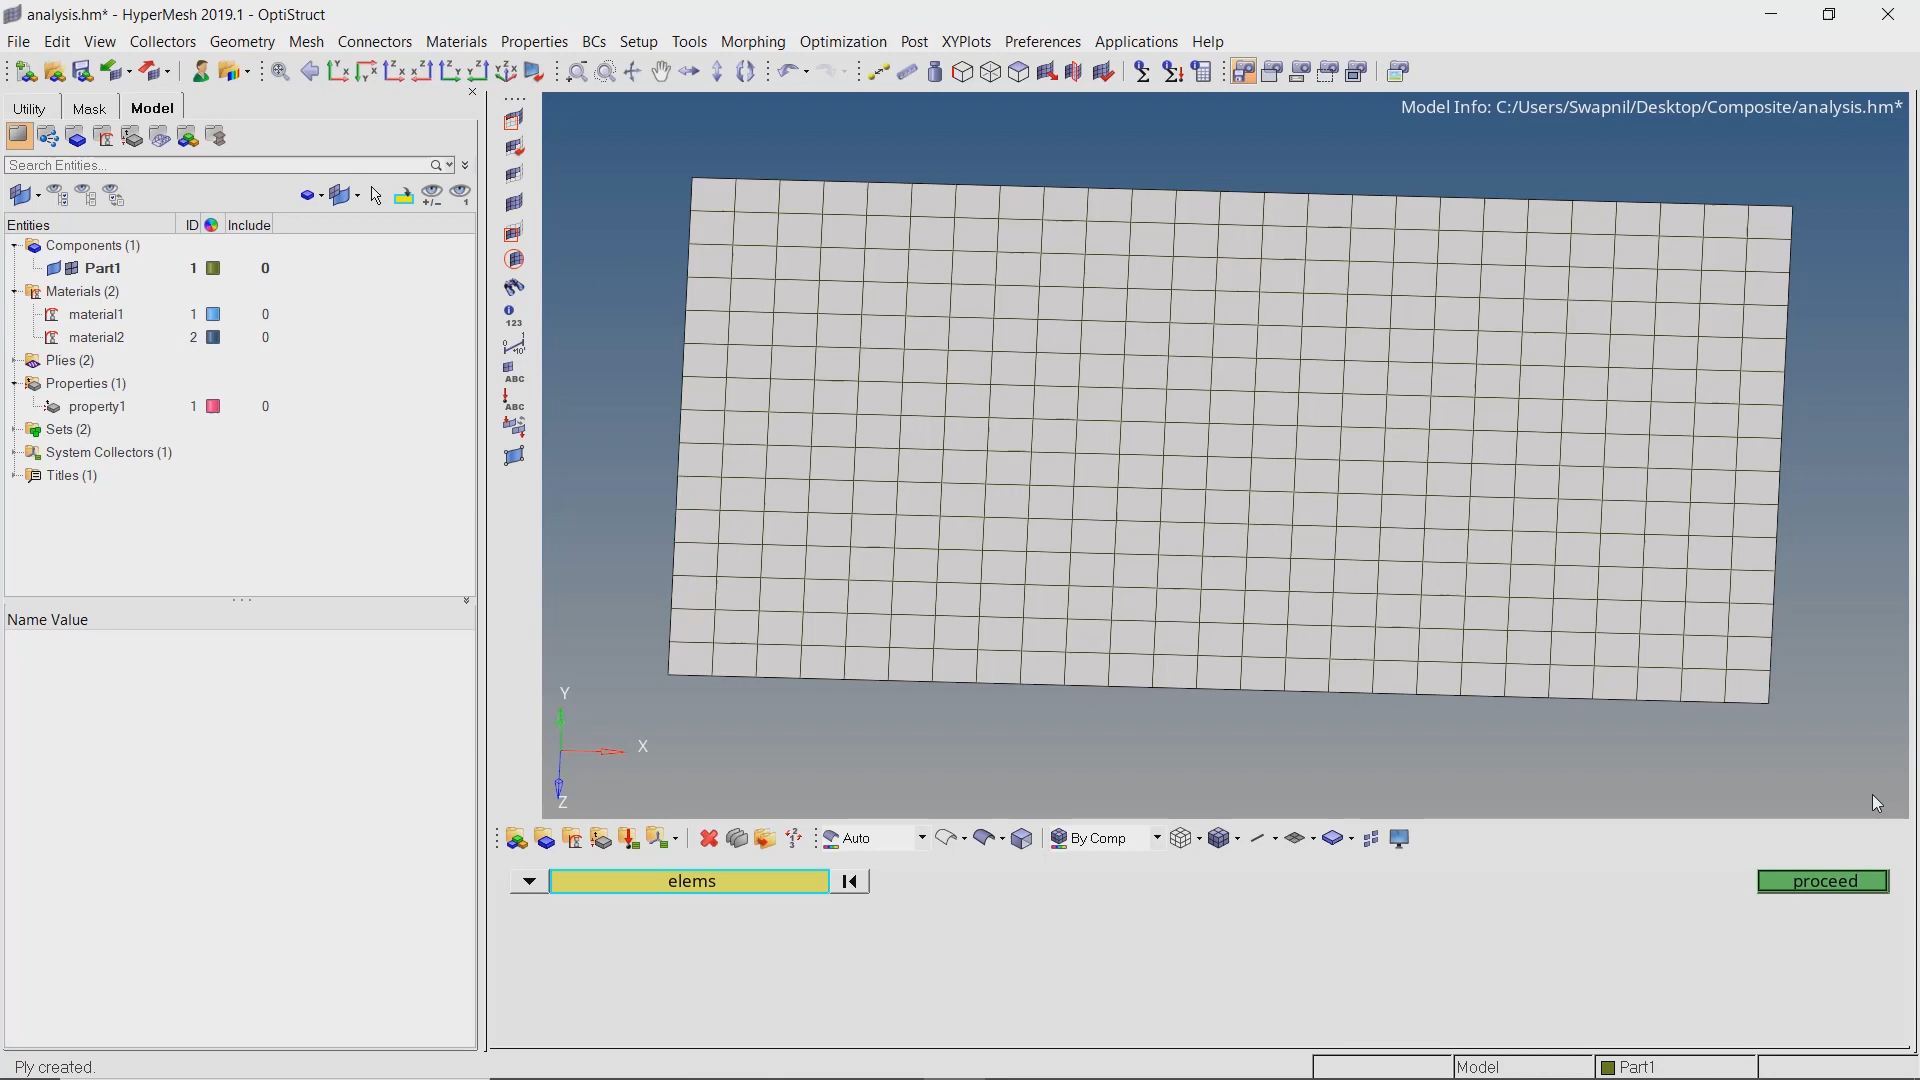 analysis.hm* - HyperMesh 2019.1 - OptiStruct
File Edit View Collectors Geometry Mesh Connectors Materials Properties BCs Setup Tools Morphing Optimization Post XYPlots Preferences Applications Help
Utility Mask Model
Search Entities...
Entities ID Include
Components (1)
Part1 1 0
Materials (2)
material1 1 0
material2 2 0
Plies (2)
Properties (1)
property1 1 0
Sets (2)
System Collectors (1)
Titles (1)
Name Value
Model Info: C:/Users/Swapnil/Desktop/Composite/analysis.hm*
123
ABC
ABC
Y
X
Z
Auto
By Comp
elems
proceed
Ply created.
Model
Part1